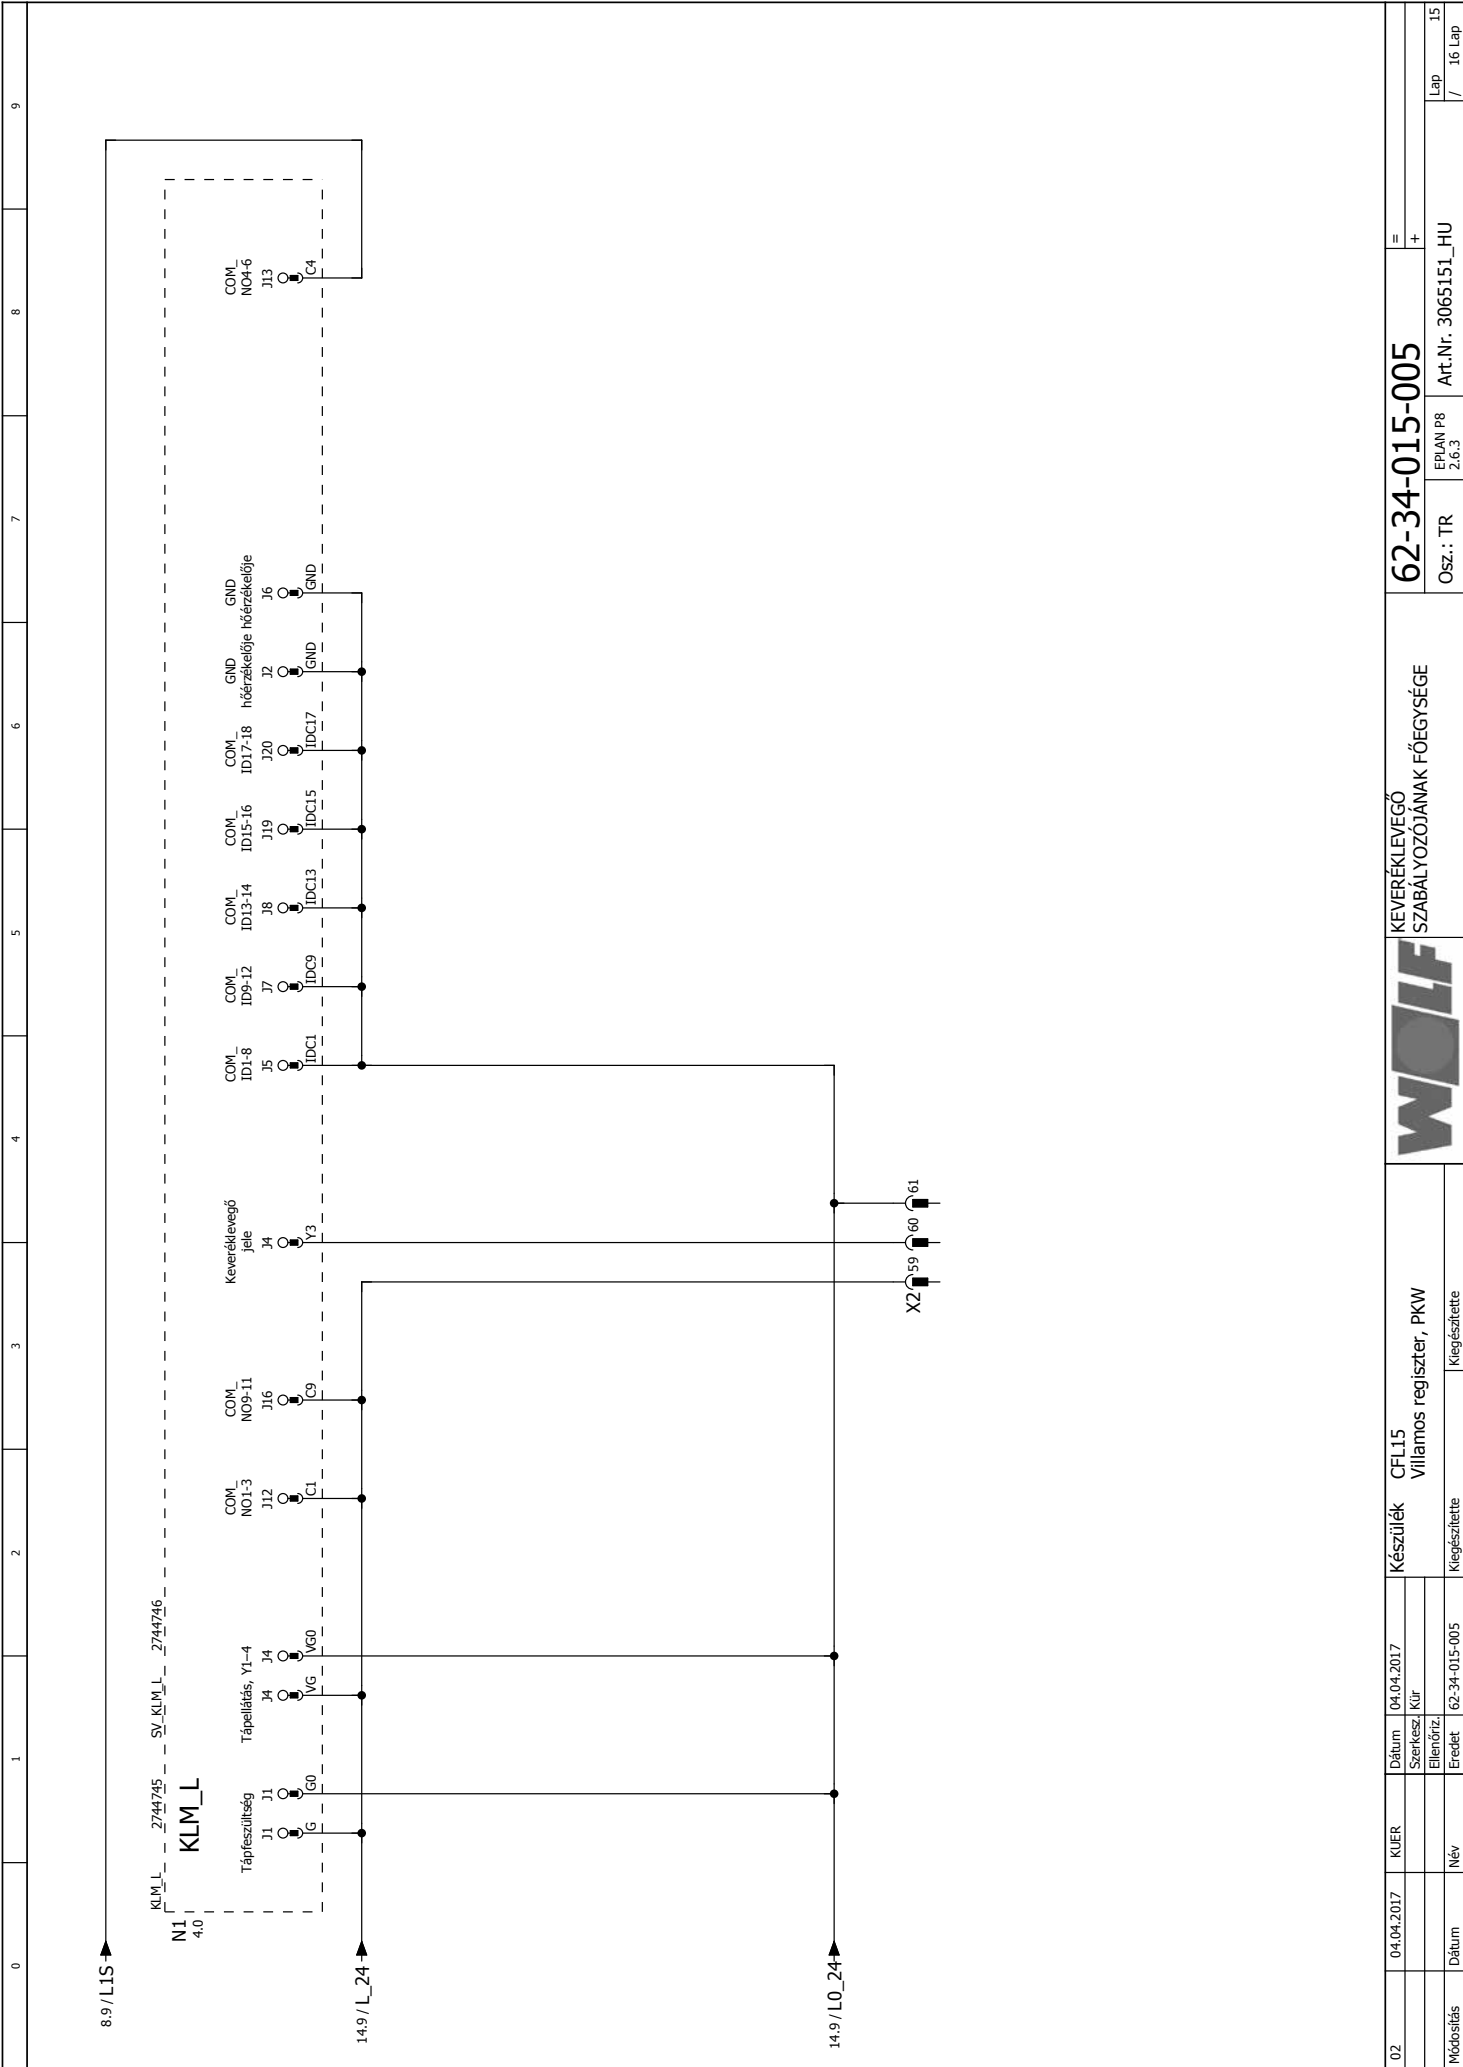 0 1 2 3 4 5 6 7 8 9
8.9 / L1S
KLM_L 2744745 SV_KLM_L 2744746
N1
4.0
KLM_L
Tápfeszültség
J1 J1
G G0
Tápellátás, Y1–4
J4 J4
VG VG0
COM_
NO1-3
J12
C1
COM_
NO9-11
J16
C9
Keveréklevegő
jele
J4
Y3
COM_
ID1-8
J5
IDC1
COM_
ID9-12
J7
IDC9
COM_
ID13-14
J8
IDC13
COM_
ID15-16
J19
IDC15
COM_
ID17-18
J20
IDC17
GND
hőérzékelője
J2
GND
GND
hőérzékelője
J6
GND
COM_
NO4-6
J13
C4
14.9 / L_24
14.9 / L0_24
X2 59 60 61
02 04.04.2017 KUER
Módosítás Dátum Név
Dátum 04.04.2017
Szerkesz. Kür
Ellenőriz.
Eredet 62-34-015-005
Készülék CFL15
Villamos regiszter, PKW
Kiegészítette Kiegészítette
WOLF
KEVERÉKLEVEGŐ
SZABÁLYOZÓJÁNAK FŐEGYSÉGE
62-34-015-005
Osz.: TR
EPLAN P8
2.6.3
Art.Nr. 3065151_HU
=
+
Lap 15
/ 16 Lap